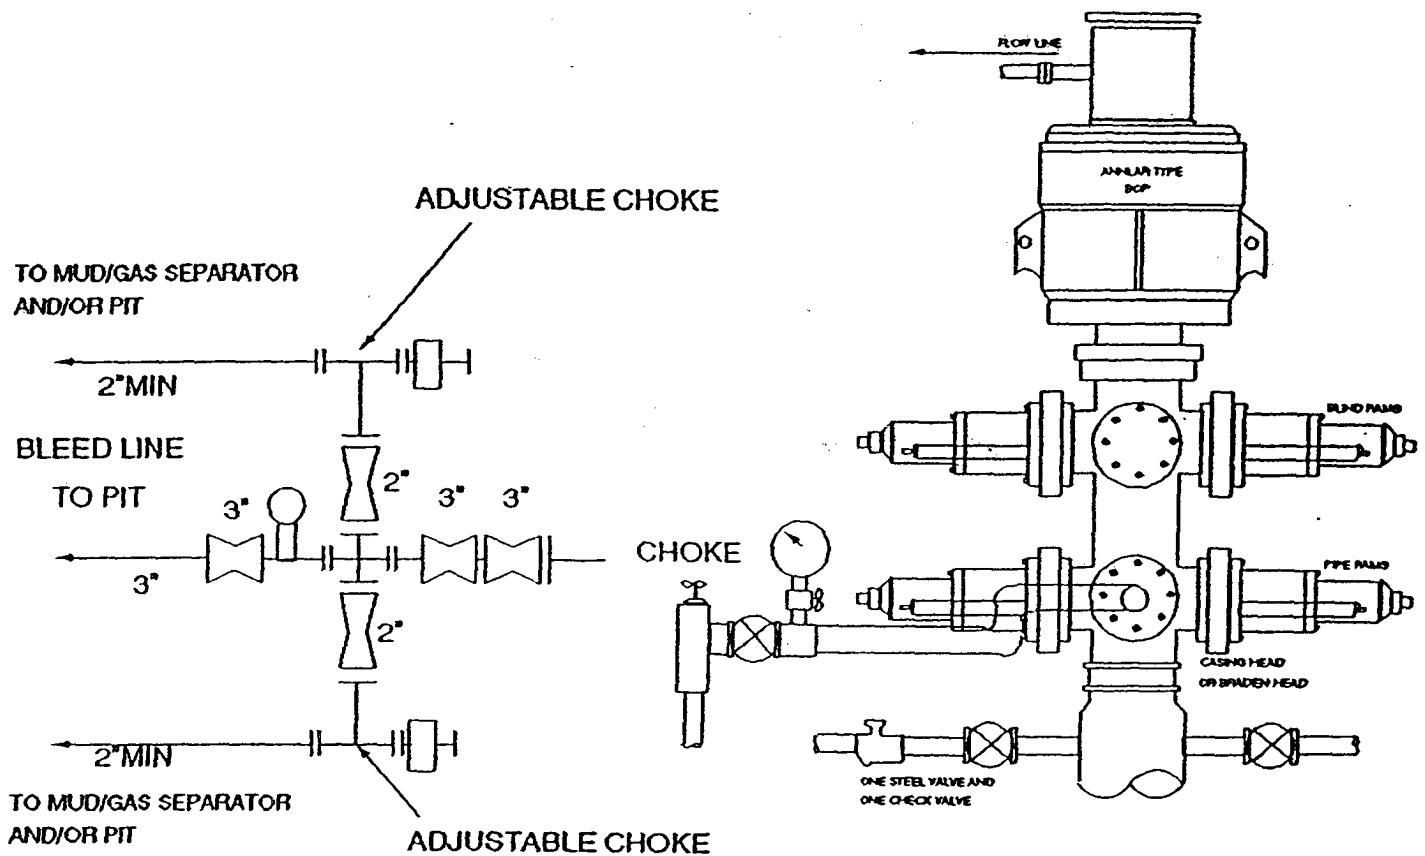 FLOW LINE
ANNLAR TYPE
BOP
ADJUSTABLE CHOKE
TO MUD/GAS SEPARATOR
AND/OR PIT
2"MIN
BLEED LINE
TO PIT
2"
3"
3"
3"
3"
2"
BLIND RAMS
CHOKE
PIPE RAMS
CASING HEAD
OR BRADEN HEAD
2"MIN
TO MUD/GAS SEPARATOR
AND/OR PIT
ADJUSTABLE CHOKE
ONE STEEL VALVE AND
ONE CHECK VALVE